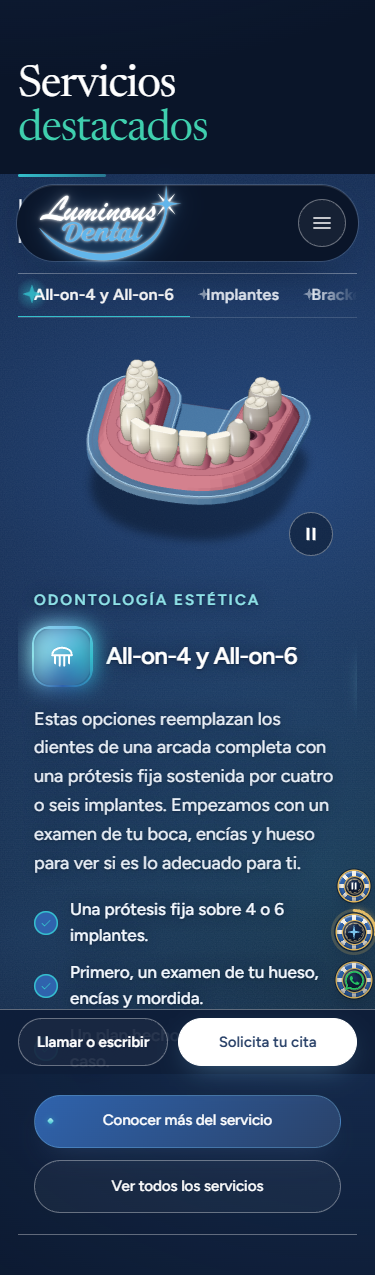 Servicios
destacados
Luminous
Dental
All-on-4 y All-on-6
Implantes
Brack
ODONTOLOGÍA ESTÉTICA
All-on-4 y All-on-6
Estas opciones reemplazan los
dientes de una arcada completa con
una prótesis fija sostenida por cuatro
o seis implantes. Empezamos con un
examen de tu boca, encías y hueso
para ver si es lo adecuado para ti.
Una prótesis fija sobre 4 o 6
implantes.
Primero, un examen de tu hueso,
encías y mordida.
Un plan hecho
caso.
Llamar o escribir
Solicita tu cita
Conocer más del servicio
Ver todos los servicios